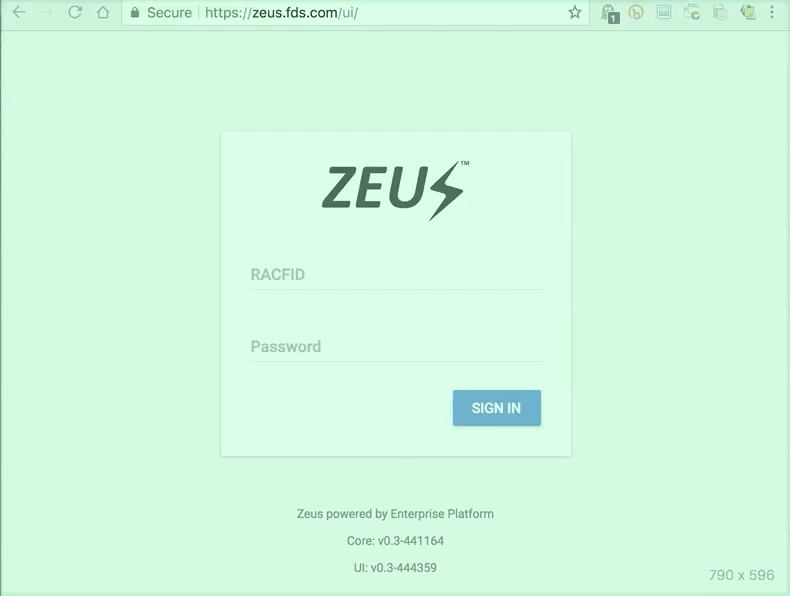 Secure https://zeus.fds.com/ui/
1
ZEUS™
RACFID
Password
SIGN IN
Zeus powered by Enterprise Platform
Core: v0.3-441164
UI: v0.3-444359
790 x 596